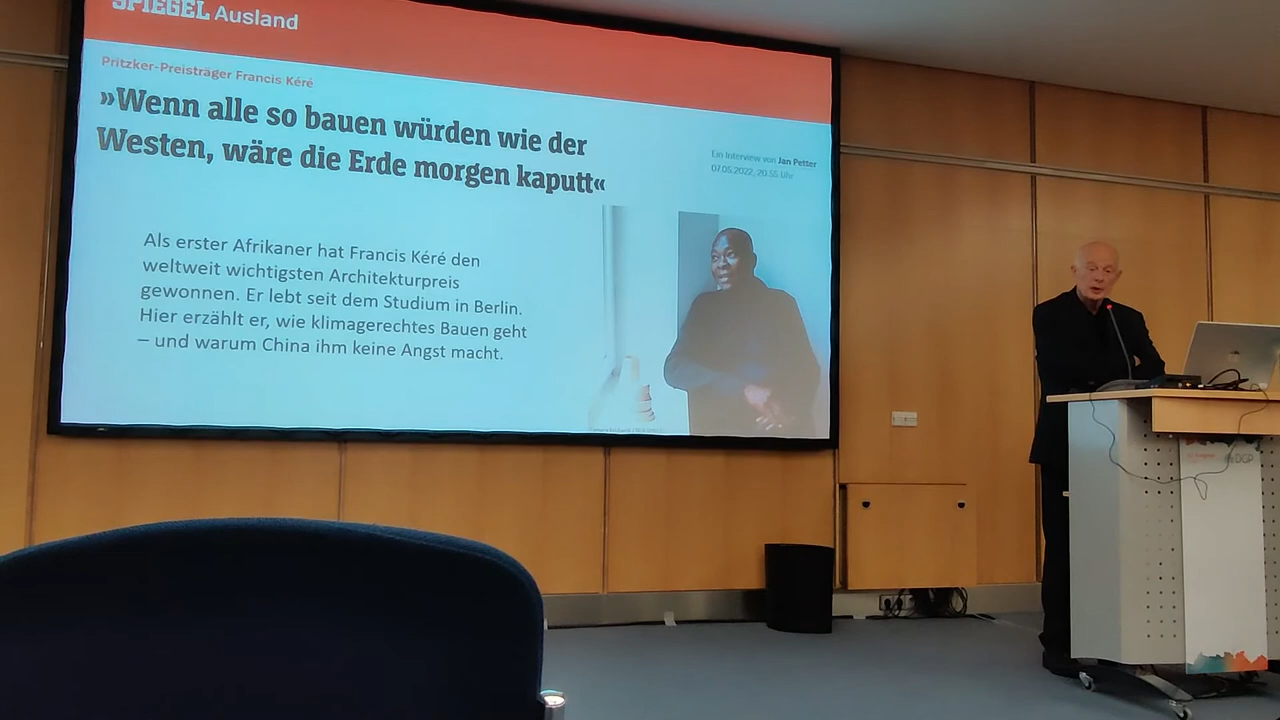 SPIEGEL Ausland
Pritzker-Preisträger Francis Kéré
»Wenn alle so bauen würden wie der
Westen, wäre die Erde morgen kaputt«
Ein Interview von Jan Petter
07.05.2022, 20.55 Uhr
Als erster Afrikaner hat Francis Kéré den
weltweit wichtigsten Architekturpreis
gewonnen. Er lebt seit dem Studium in Berlin.
Hier erzählt er, wie klimagerechtes Bauen geht
– und warum China ihm keine Angst macht.
DGP